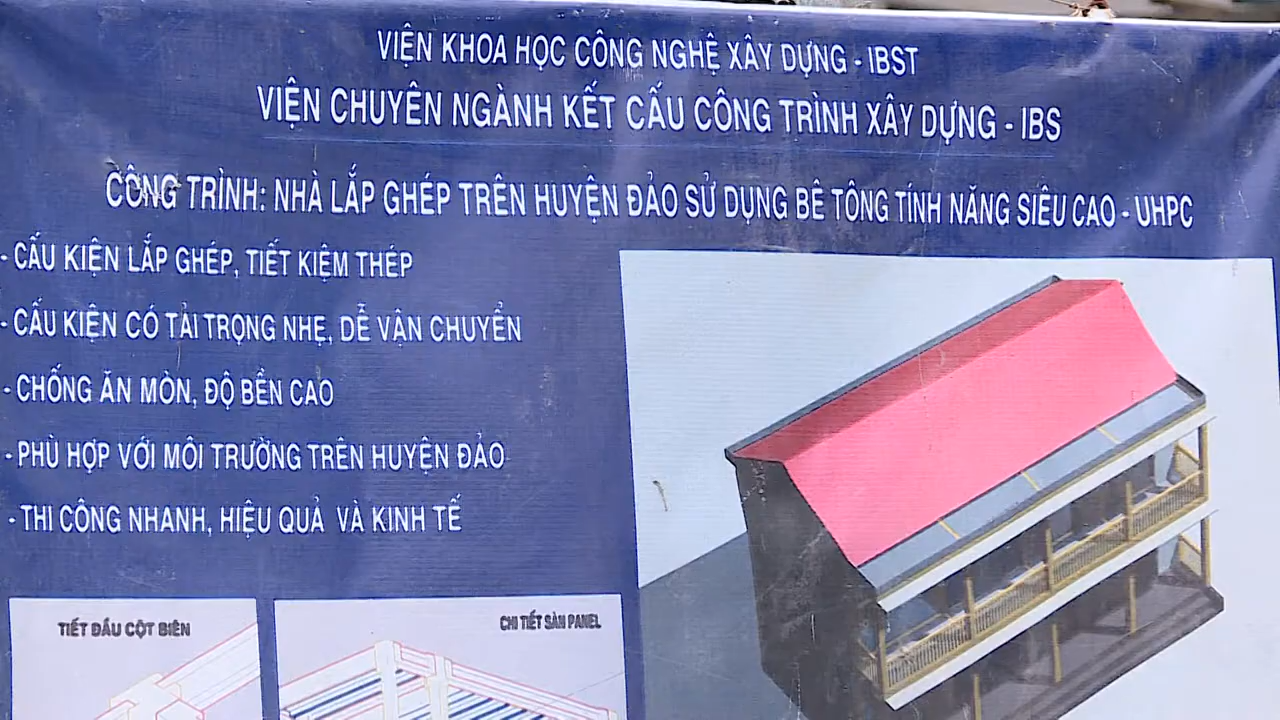 VIỆN KHOA HỌC CÔNG NGHỆ XÂY DỰNG - IBST
VIỆN CHUYÊN NGÀNH KẾT CẤU CÔNG TRÌNH XÂY DỰNG - IBS
CÔNG TRÌNH: NHÀ LẮP GHÉP TRÊN HUYỆN ĐẢO SỬ DỤNG BÊ TÔNG TÍNH NĂNG SIÊU CAO - UHPC
- CẤU KIỆN LẮP GHÉP, TIẾT KIỆM THÉP
- CẤU KIỆN CÓ TẢI TRỌNG NHẸ, DỄ VẬN CHUYỂN
- CHỐNG ĂN MÒN, ĐỘ BỀN CAO
- PHÙ HỢP VỚI MÔI TRƯỜNG TRÊN HUYỆN ĐẢO
- THI CÔNG NHANH, HIỆU QUẢ VÀ KINH TẾ
TIẾT ĐẦU CỘT BIÊN
CHI TIẾT SÀN PANEL